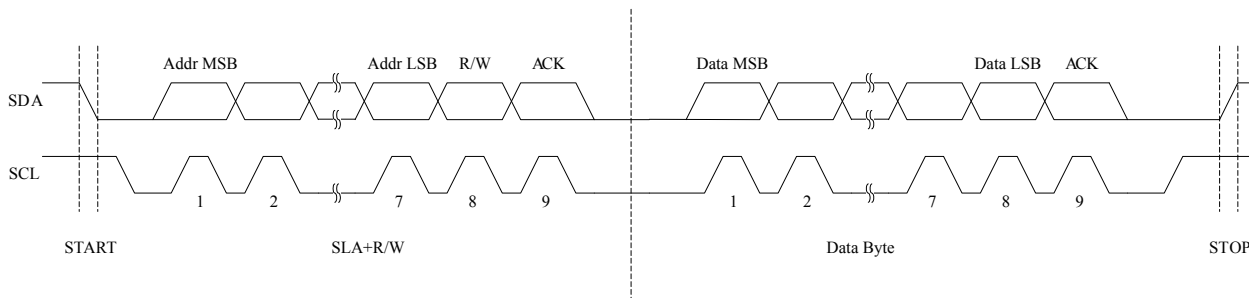 Addr MSB Addr LSB R/W ACK Data MSB Data LSB ACK
SDA
SCL
1 2 7 8 9 1 2 7 8 9
START SLA+R/W Data Byte STOP